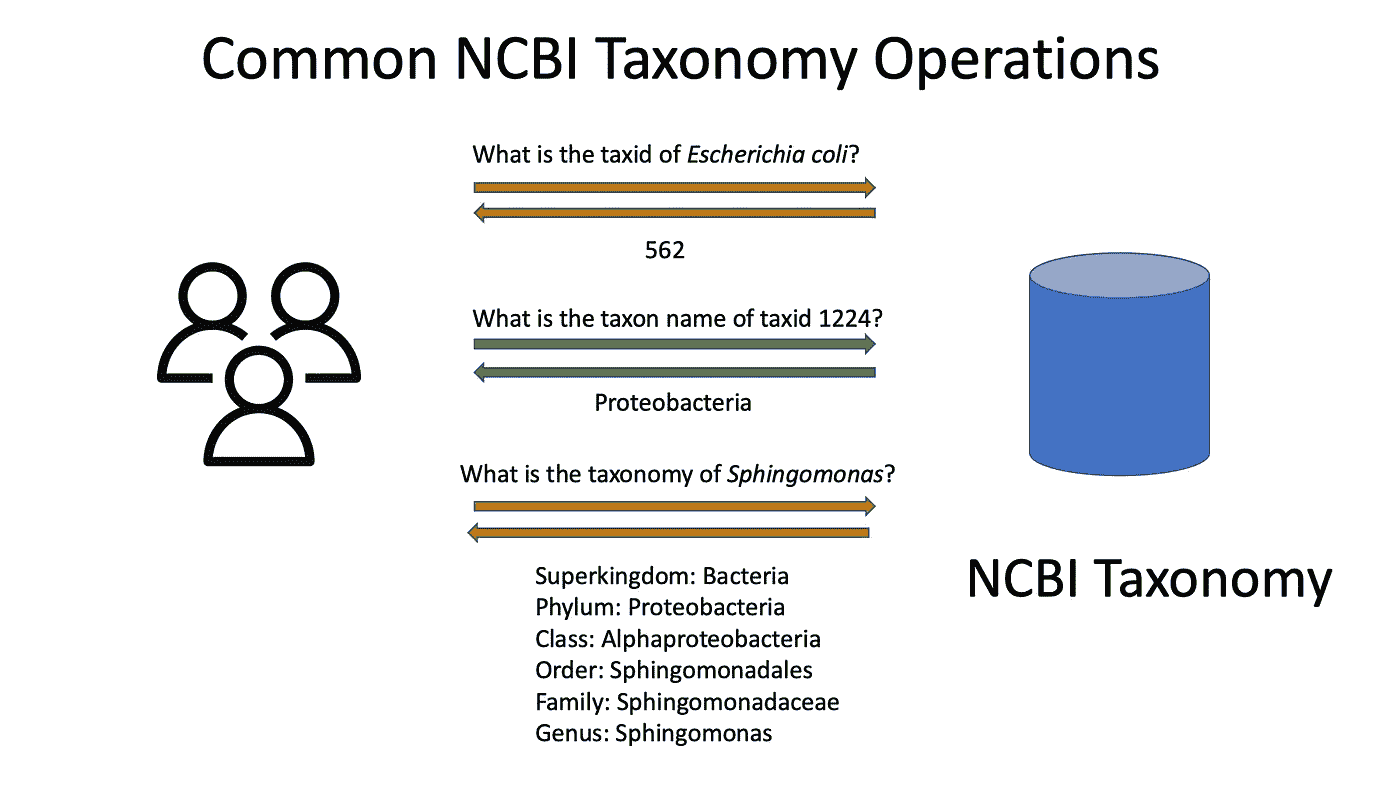 Common NCBI Taxonomy Operations
What is the taxid of Escherichia coli?
562
What is the taxon name of taxid 1224?
Proteobacteria
What is the taxonomy of Sphingomonas?
Superkingdom: Bacteria
Phylum: Proteobacteria
Class: Alphaproteobacteria
Order: Sphingomonadales
Family: Sphingomonadaceae
Genus: Sphingomonas
NCBI Taxonomy